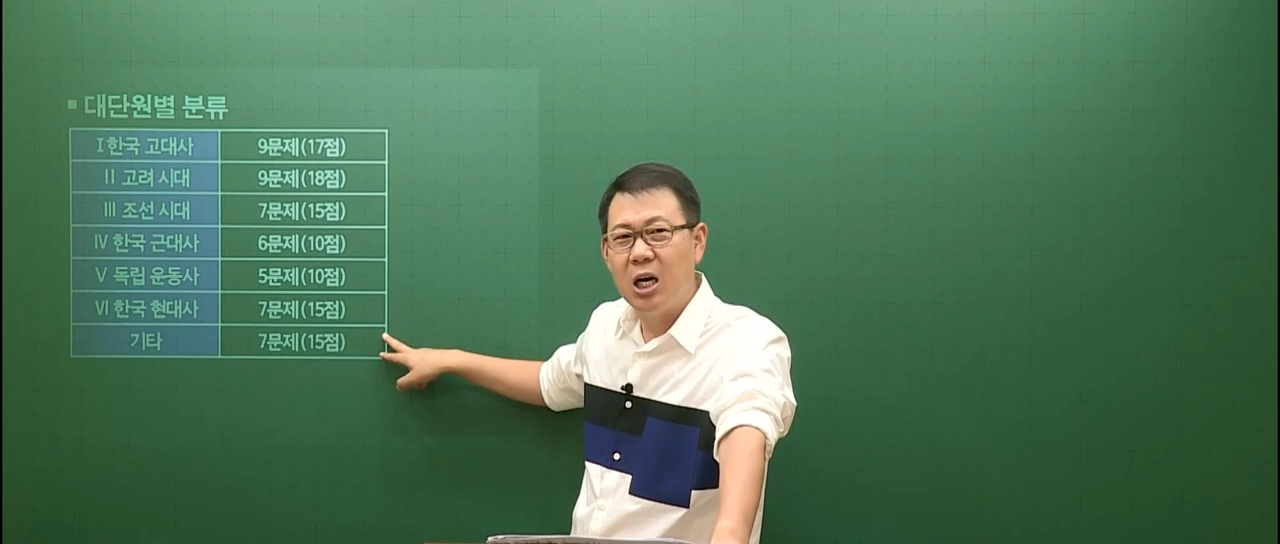 ▪ 대단원별 분류
Ⅰ 한국 고대사 9문제(17점)
Ⅱ 고려 시대 9문제(18점)
Ⅲ 조선 시대 7문제(15점)
Ⅳ 한국 근대사 6문제(10점)
Ⅴ 독립 운동사 5문제(10점)
Ⅵ 한국 현대사 7문제(15점)
기타 7문제(15점)